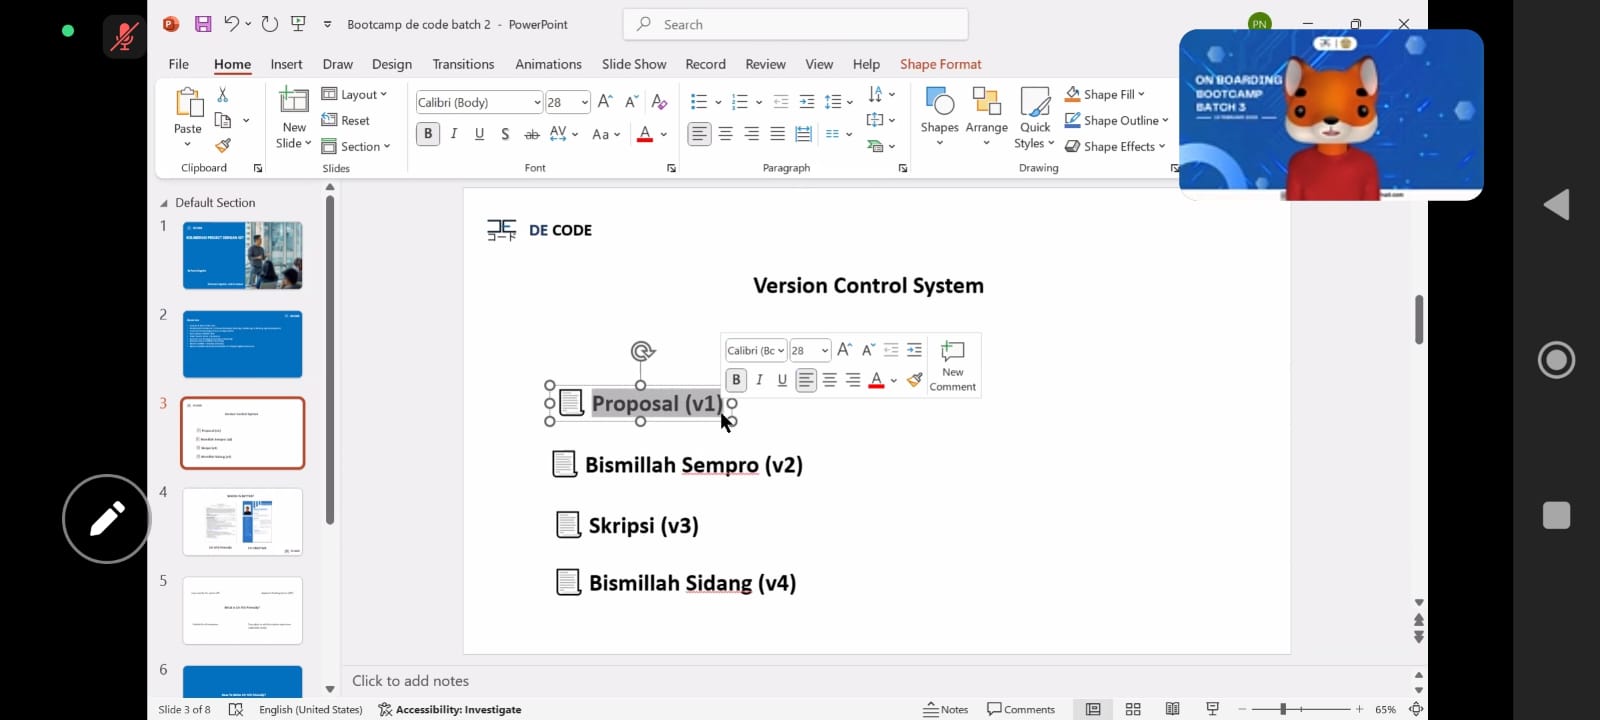 Bootcamp de code batch 2 - PowerPoint
Search
PN
File Home Insert Draw Design Transitions Animations Slide Show Record Review View Help Shape Format
Paste
Clipboard
New Slide
Layout
Reset
Section
Slides
Calibri (Body) 28
B I U S ab AV Aa A
Font
Paragraph
Shapes
Arrange
Quick Styles
Shape Fill
Shape Outline
Shape Effects
Drawing
ON BOARDING
BOOTCAMP
BATCH 3
Default Section
1
2
3
4
5
6
DE CODE
コード
Version Control System
Calibri (Bc 28
B I U A
New Comment
Proposal (v1)
Bismillah Sempro (v2)
Skripsi (v3)
Bismillah Sidang (v4)
Click to add notes
Slide 3 of 8 English (United States) Accessibility: Investigate Notes Comments 65%